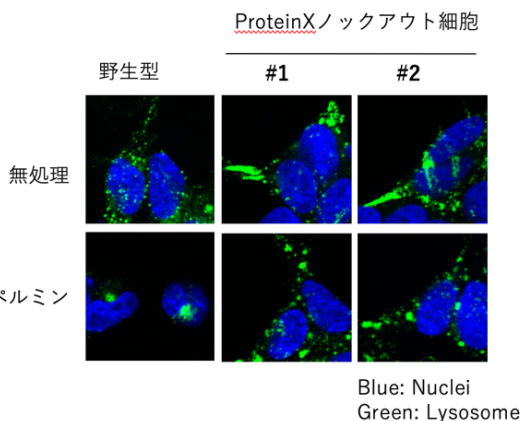 ProteinXノックアウト細胞
野生型
#1
#2
無処理
ペルミン
Blue: Nuclei
Green: Lysosome